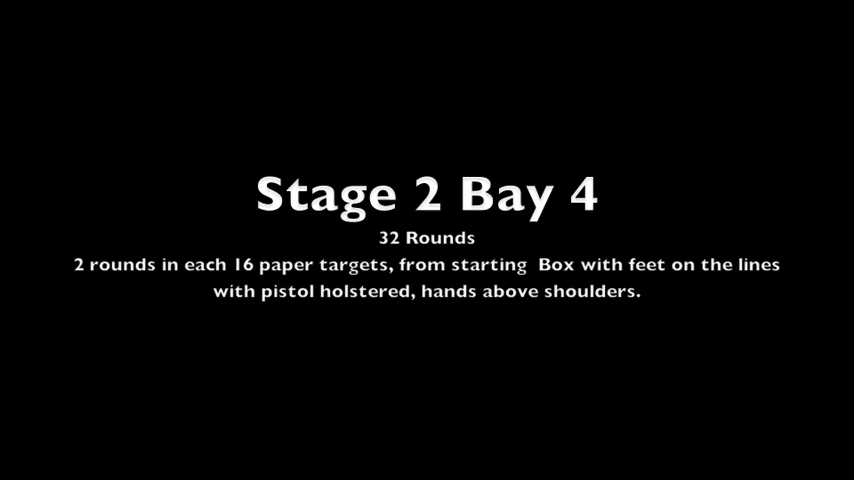 Stage 2 Bay 4
32 Rounds
2 rounds in each 16 paper targets, from starting  Box with feet on the lines
with pistol holstered, hands above shoulders.